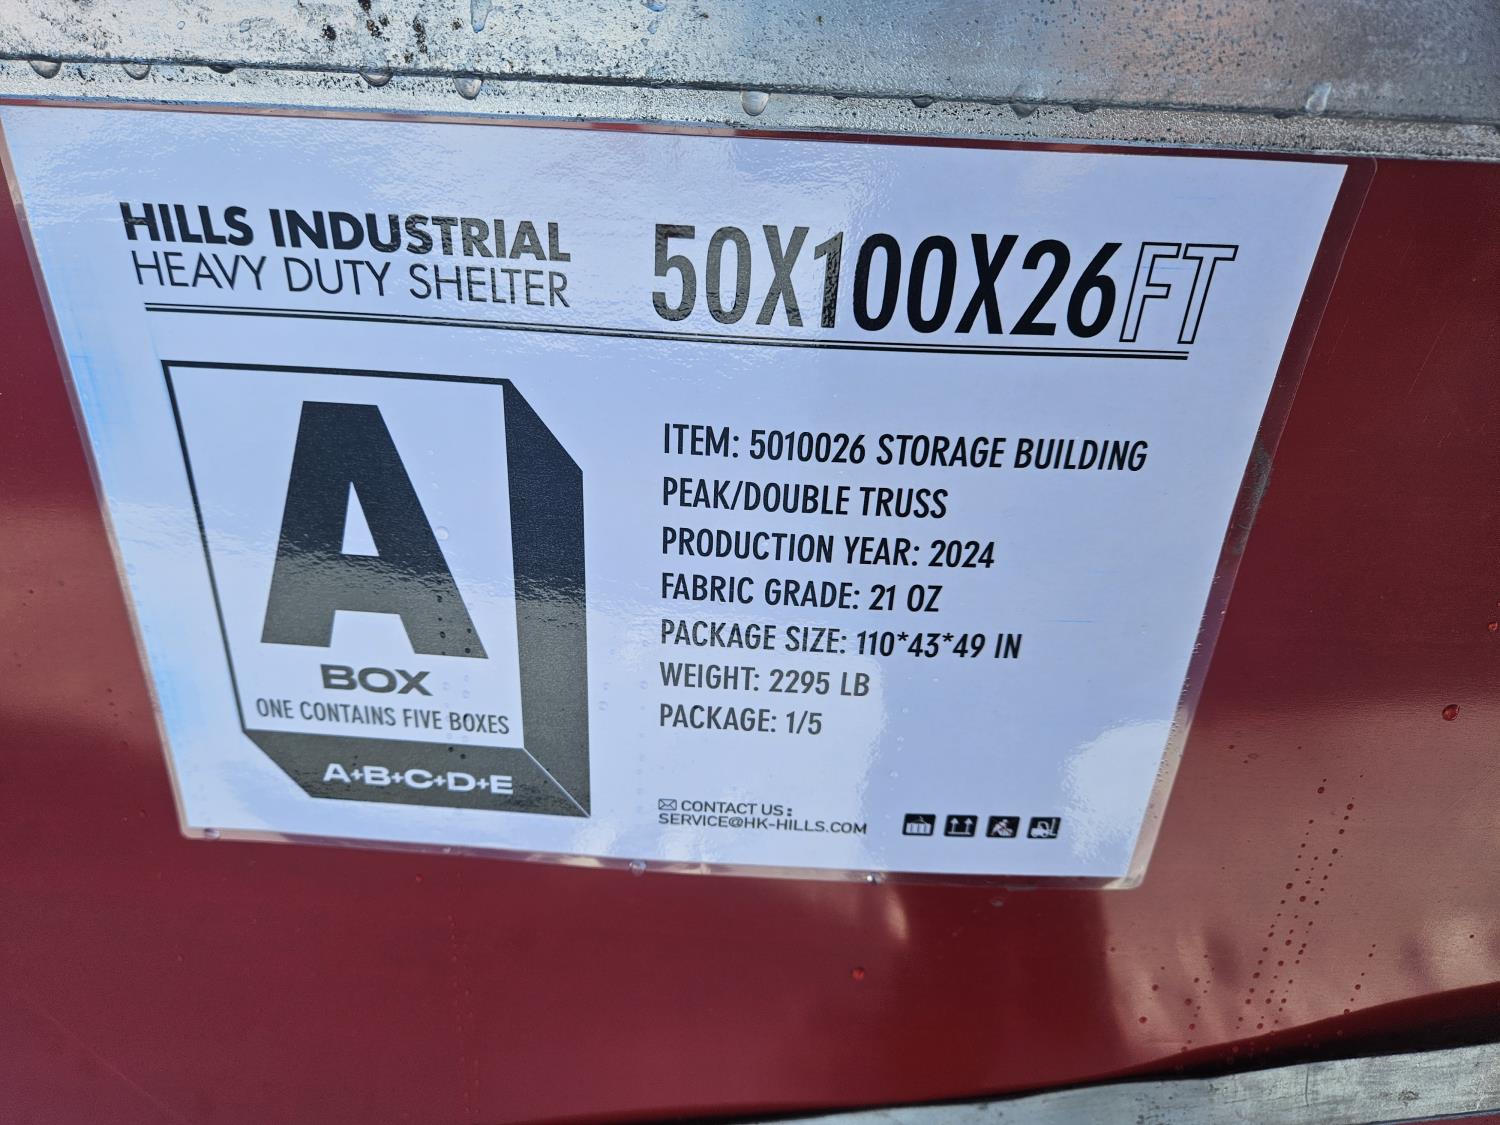 HILLS INDUSTRIAL
HEAVY DUTY SHELTER
50X100X26FT
A
BOX
ONE CONTAINS FIVE BOXES
A+B+C+D+E
ITEM: 5010026 STORAGE BUILDING
PEAK/DOUBLE TRUSS
PRODUCTION YEAR: 2024
FABRIC GRADE: 21 OZ
PACKAGE SIZE: 110*43*49 IN
WEIGHT: 2295 LB
PACKAGE: 1/5
CONTACT US:
SERVICE@HK-HILLS.COM